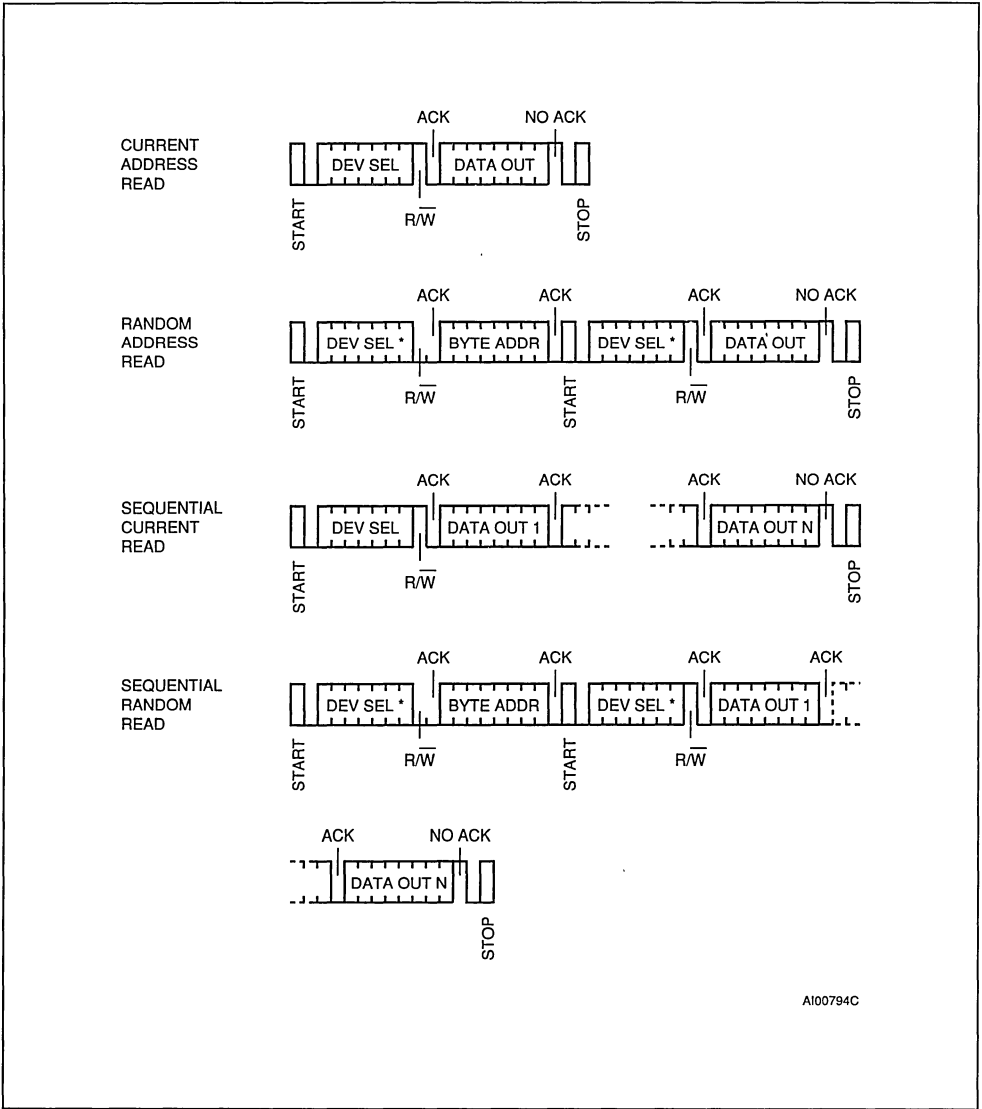 ACK NO ACK
CURRENT
ADDRESS
READ
DEV SEL DATA OUT
START R/W̅ STOP
ACK ACK ACK NO ACK
RANDOM
ADDRESS
READ
DEV SEL * BYTE ADDR DEV SEL * DATA OUT
START R/W̅ START R/W̅ STOP
ACK ACK ACK NO ACK
SEQUENTIAL
CURRENT
READ
DEV SEL DATA OUT 1 DATA OUT N
START R/W̅ STOP
ACK ACK ACK ACK
SEQUENTIAL
RANDOM
READ
DEV SEL * BYTE ADDR DEV SEL * DATA OUT 1
START R/W̅ START R/W̅
ACK NO ACK
DATA OUT N
STOP
AI00794C